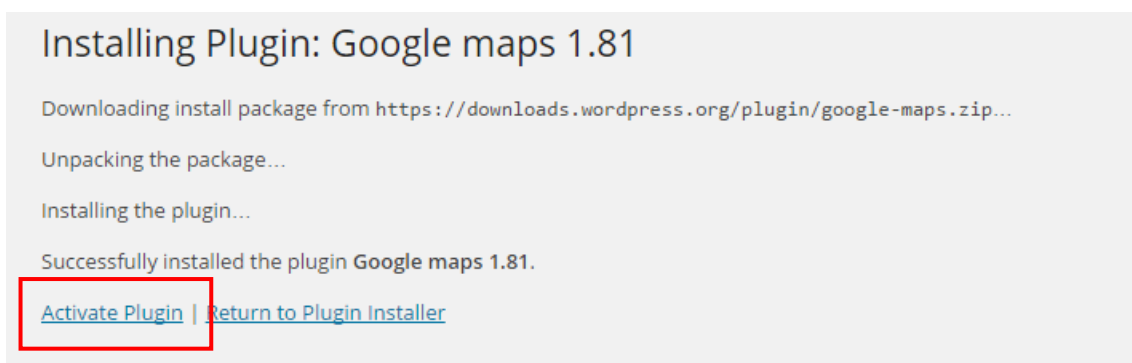 Installing Plugin: Google maps 1.81
Downloading install package from https://downloads.wordpress.org/plugin/google-maps.zip…
Unpacking the package…
Installing the plugin…
Successfully installed the plugin Google maps 1.81.
Activate Plugin | Return to Plugin Installer